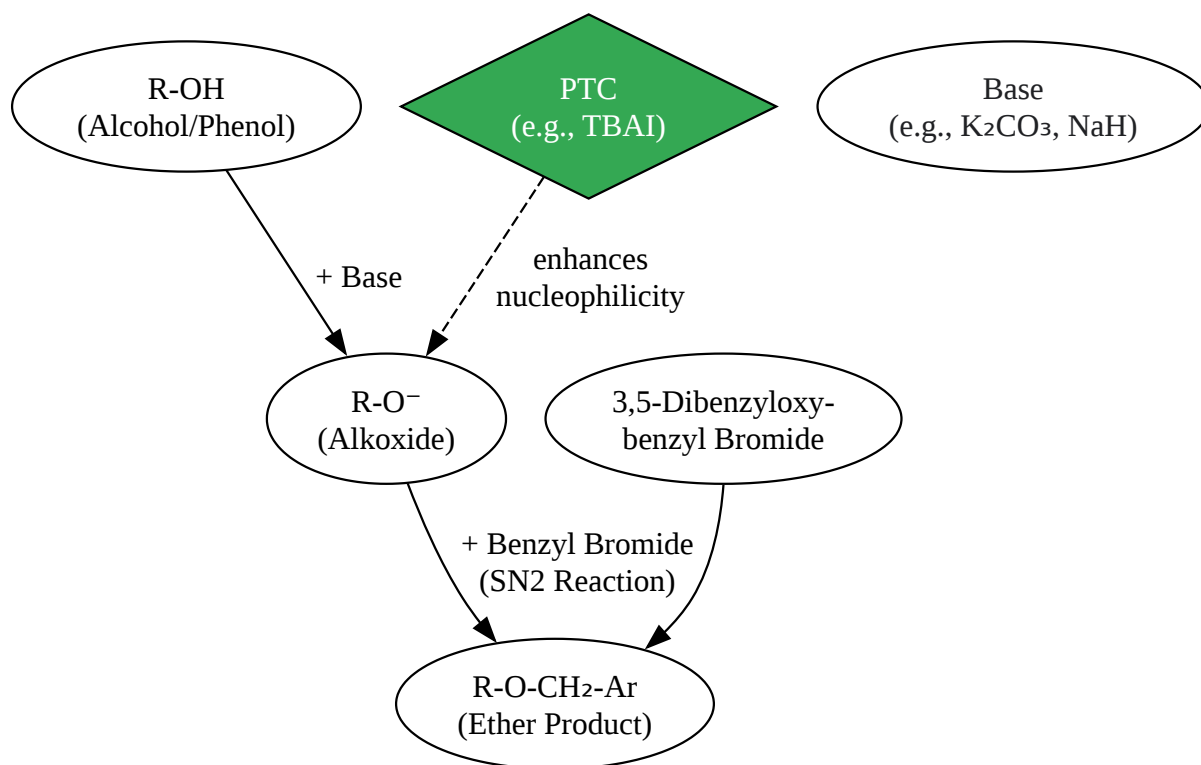 R-OH
(Alcohol/Phenol)
PTC
(e.g., TBAI)
Base
(e.g., K₂CO₃, NaH)
+ Base
enhances
nucleophilicity
R-O⁻
(Alkoxide)
3,5-Dibenzyloxy-
benzyl Bromide
+ Benzyl Bromide
(SN2 Reaction)
R-O-CH₂-Ar
(Ether Product)